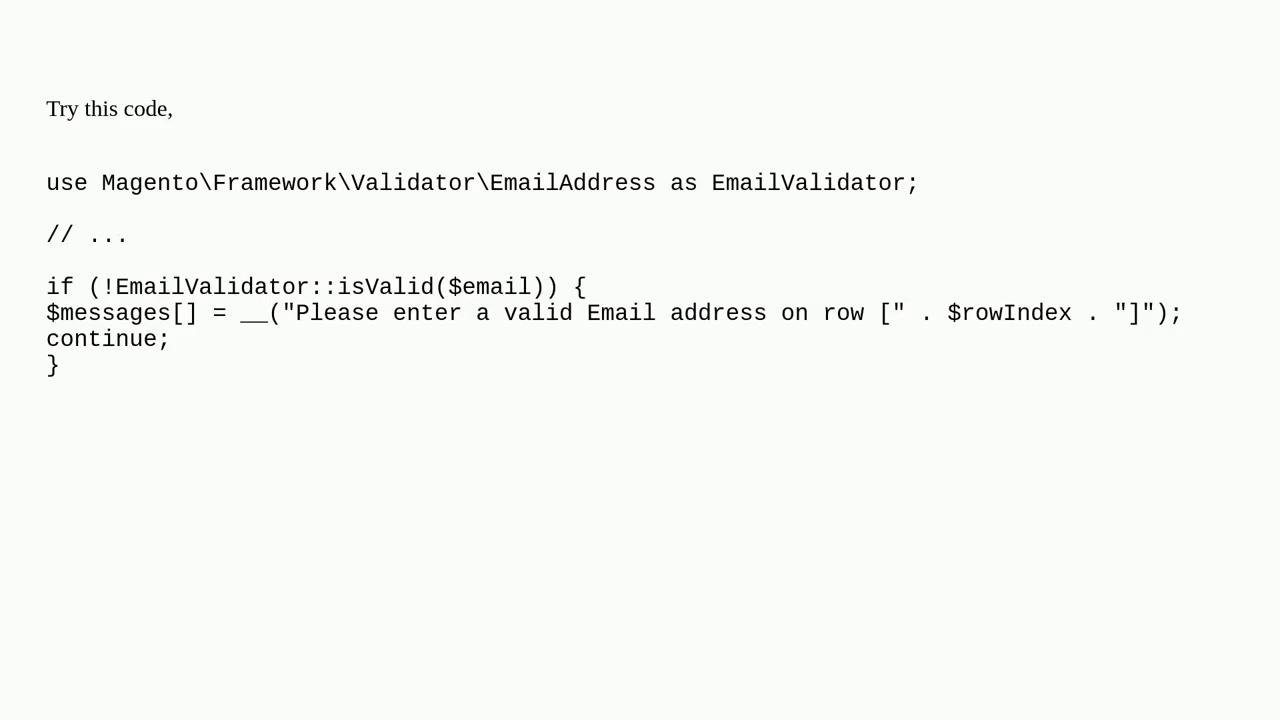 Try this code,
use Magento\Framework\Validator\EmailAddress as EmailValidator;
// ...
if (!EmailValidator::isValid($email)) {
$messages[] = __("Please enter a valid Email address on row [" . $rowIndex . "]");
continue;
}